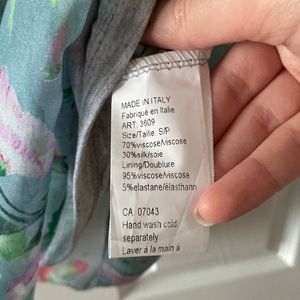 MADE IN ITALY
Fabriqué en Italie
ART: 3609
Size/Taille: S/P
70%viscose/viscose
30%silk/soie
Lining/Doublure
95%viscose/viscose
5%elastane/élasthann
CA 07043
Hand wash cold,
separately
Laver à la main à